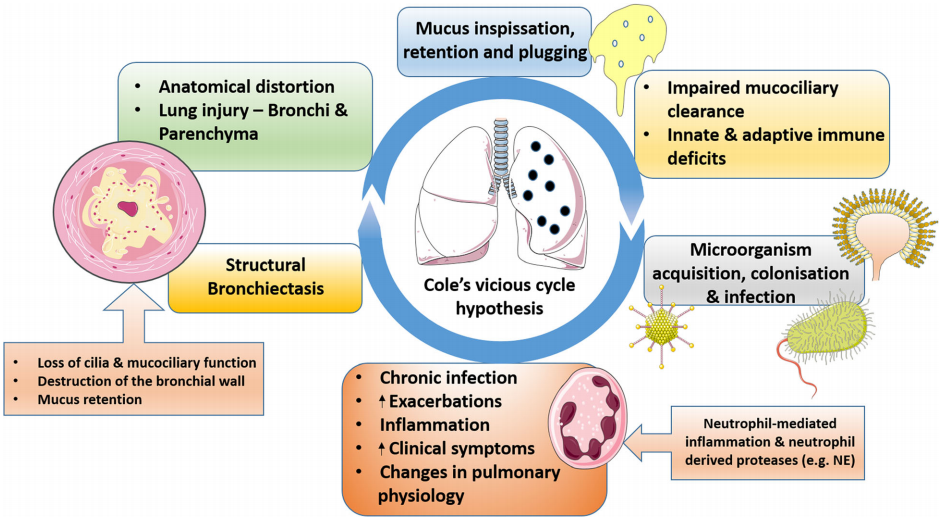 Mucus inspissation,
retention and plugging
• Impaired mucociliary
clearance
• Innate & adaptive immune
deficits
Microorganism
acquisition, colonisation
& infection
Neutrophil-mediated
inflammation & neutrophil
derived proteases (e.g. NE)
• Chronic infection
• ↑Exacerbations
• Inflammation
• ↑Clinical symptoms
• Changes in pulmonary
physiology
• Loss of cilia & mucociliary function
• Destruction of the bronchial wall
• Mucus retention
Structural
Bronchiectasis
• Anatomical distortion
• Lung injury – Bronchi &
Parenchyma
Cole's vicious cycle
hypothesis